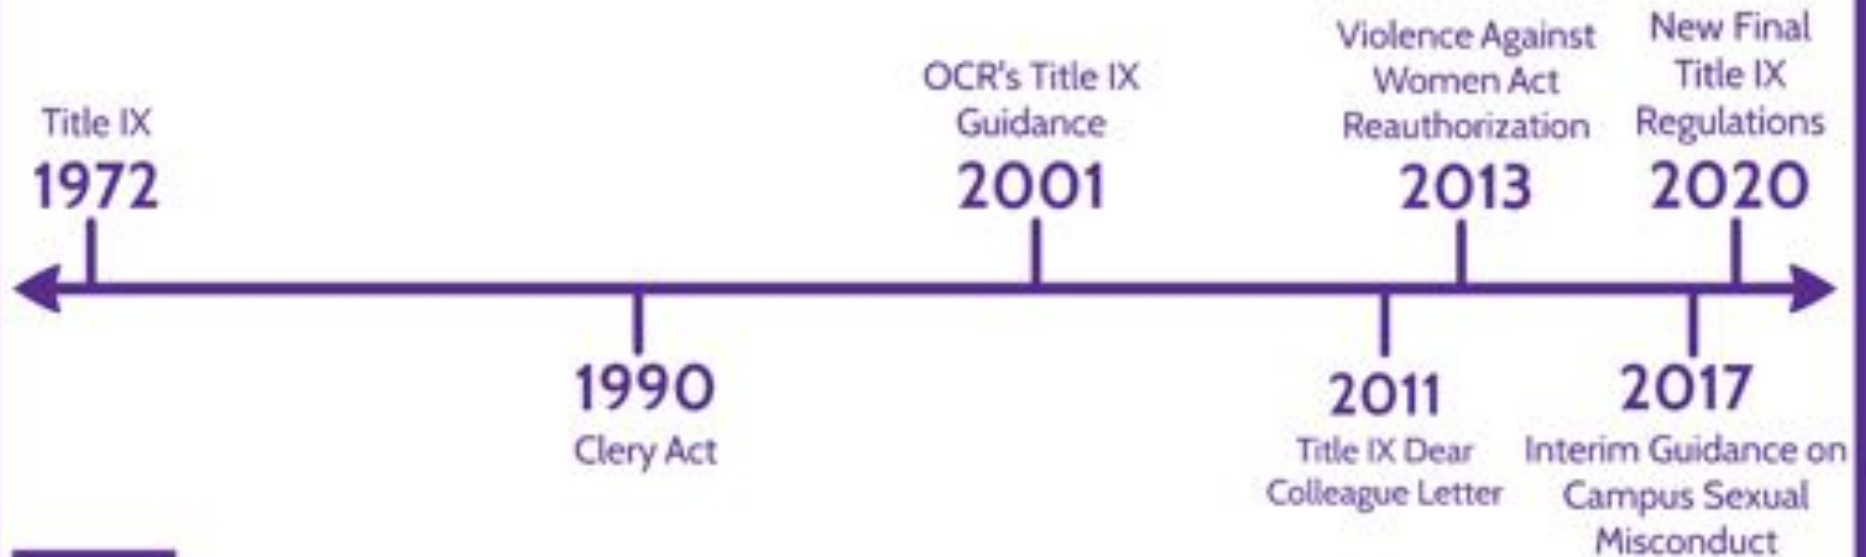 Title IX
1972
1990
Clery Act
OCR's Title IX
Guidance
2001
2011
Title IX Dear
Colleague Letter
Violence Against
Women Act
Reauthorization
2013
2017
Interim Guidance on
Campus Sexual
Misconduct
New Final
Title IX
Regulations
2020